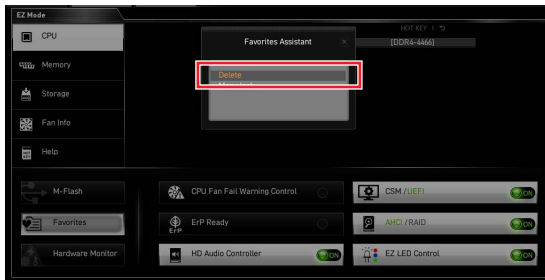 EZ Mode
HOT KEY
CPU
Favorites Assistant
[DDR4-4466]
Memory
Delete
Storage
Fan Info
Help
M-Flash
CPU Fan Fail Warning Control
CSM /UEFI
ON
Favorites
ErP
ErP Ready
AHCI /RAID
ON
Hardware Monitor
HD Audio Controller
ON
EZ LED Control
ON